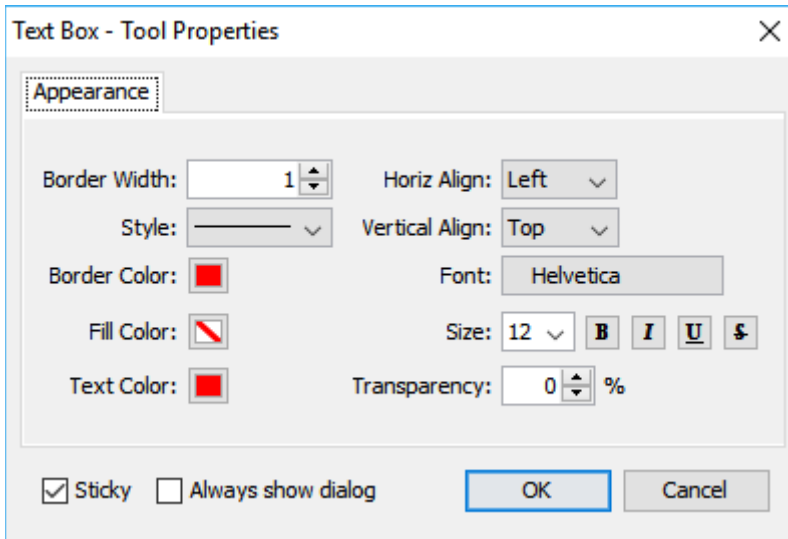 Text Box - Tool Properties
Appearance
Border Width: 1 Horiz Align: Left
Style: Vertical Align: Top
Border Color: Font: Helvetica
Fill Color: Size: 12 B I U S
Text Color: Transparency: 0 %
Sticky Always show dialog OK Cancel